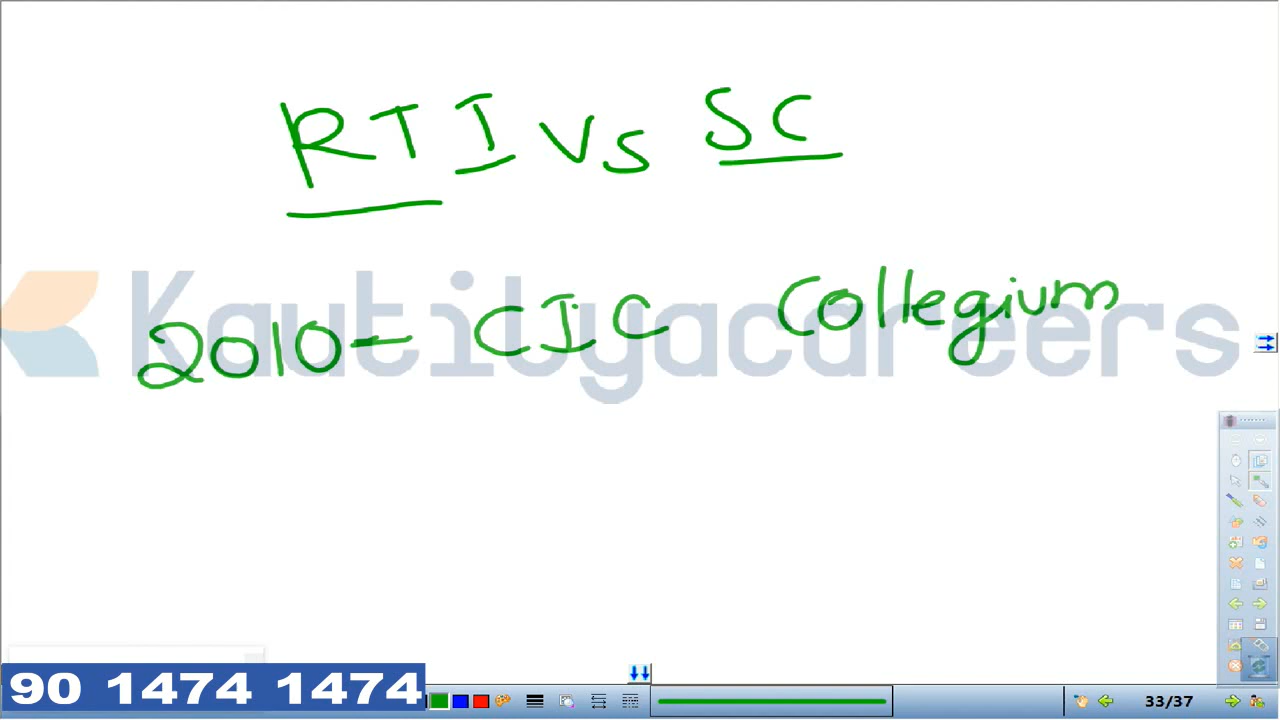 RTI vs SC
2010- CIC Collegium
Kautilyacareers
90 1474 1474
33/37